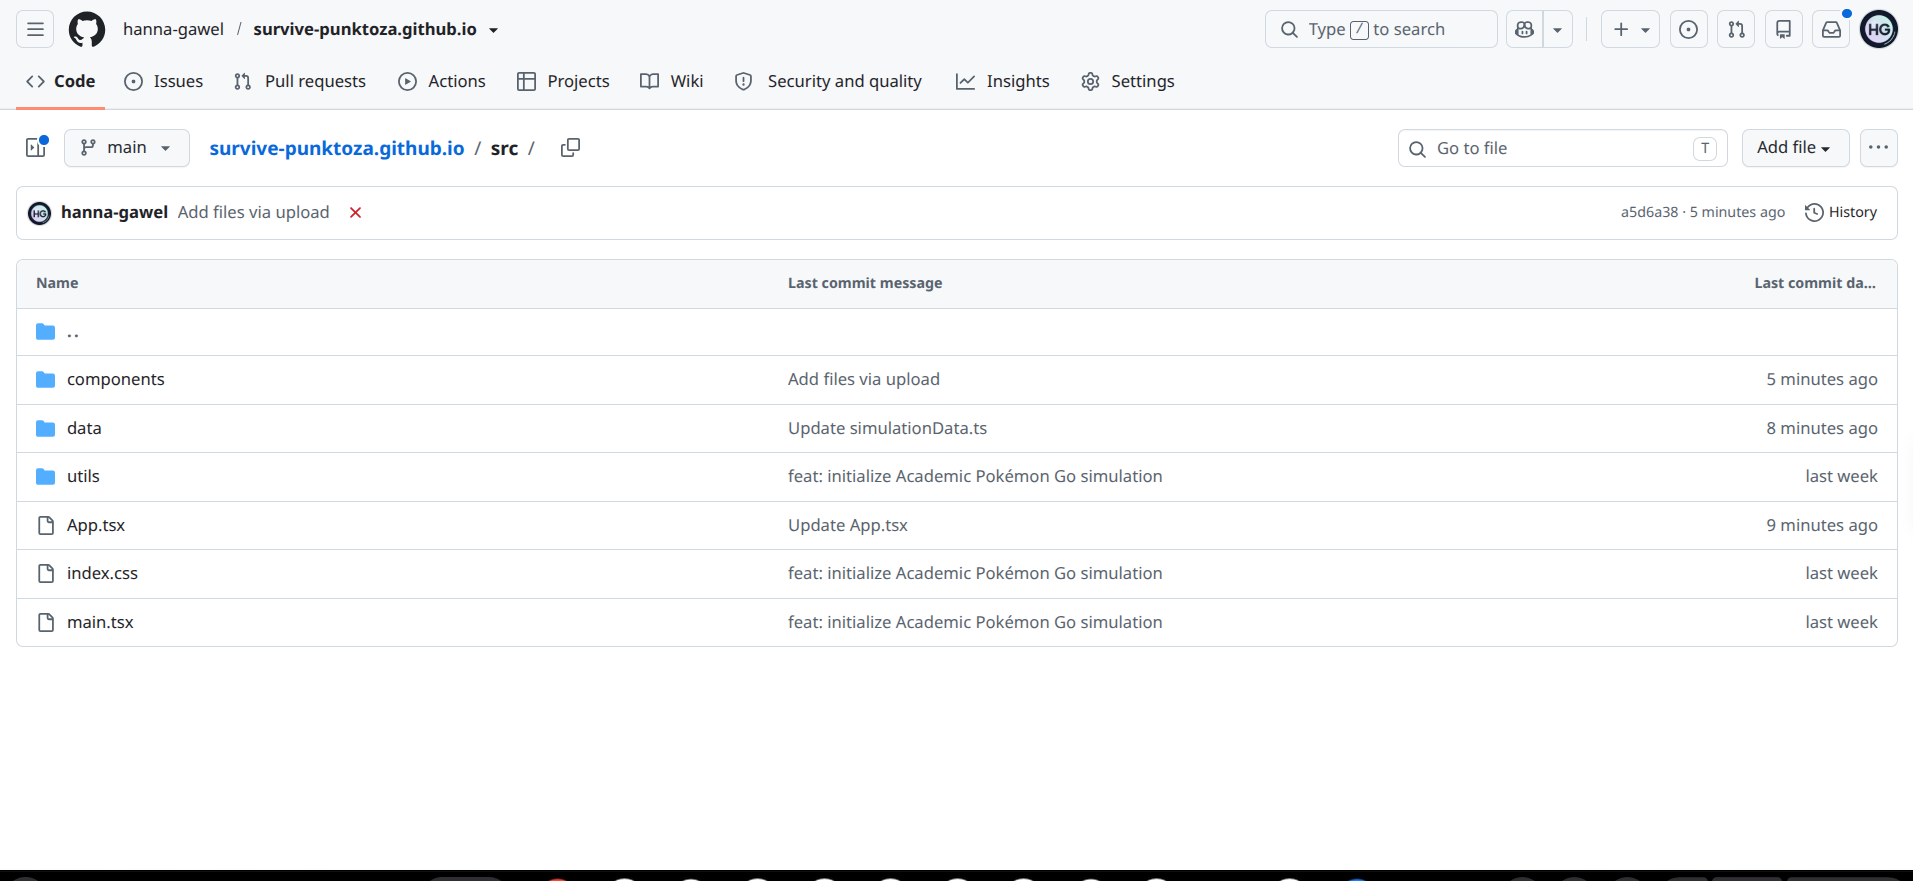 hanna-gawel / survive-punktoza.github.io
Type / to search
HG
Code Issues Pull requests Actions Projects Wiki Security and quality Insights Settings
main survive-punktoza.github.io / src /
Go to file T Add file
HG hanna-gawel Add files via upload a5d6a38 · 5 minutes ago History
Name Last commit message Last commit da...
..
components Add files via upload 5 minutes ago
data Update simulationData.ts 8 minutes ago
utils feat: initialize Academic Pokémon Go simulation last week
App.tsx Update App.tsx 9 minutes ago
index.css feat: initialize Academic Pokémon Go simulation last week
main.tsx feat: initialize Academic Pokémon Go simulation last week